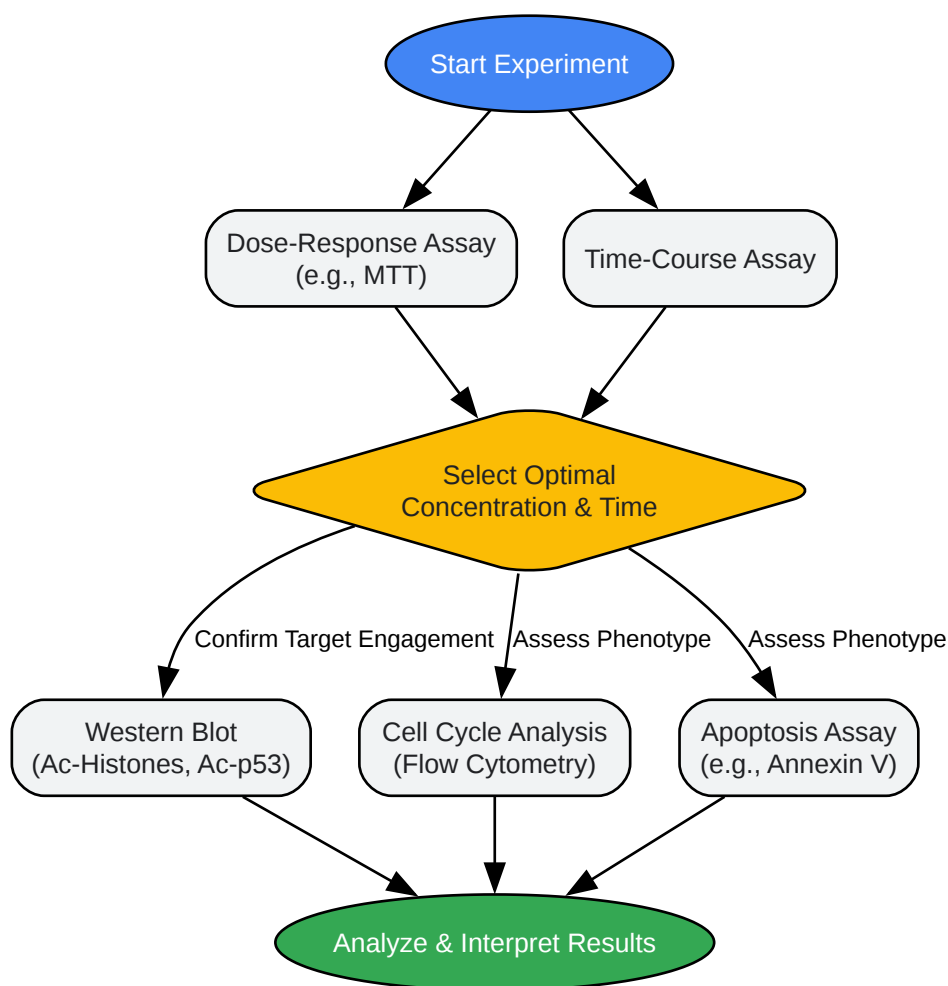 Start Experiment
Dose-Response Assay
(e.g., MTT)
Time-Course Assay
Select Optimal
Concentration & Time
Confirm Target Engagement
Assess Phenotype
Assess Phenotype
Western Blot
(Ac-Histones, Ac-p53)
Cell Cycle Analysis
(Flow Cytometry)
Apoptosis Assay
(e.g., Annexin V)
Analyze & Interpret Results